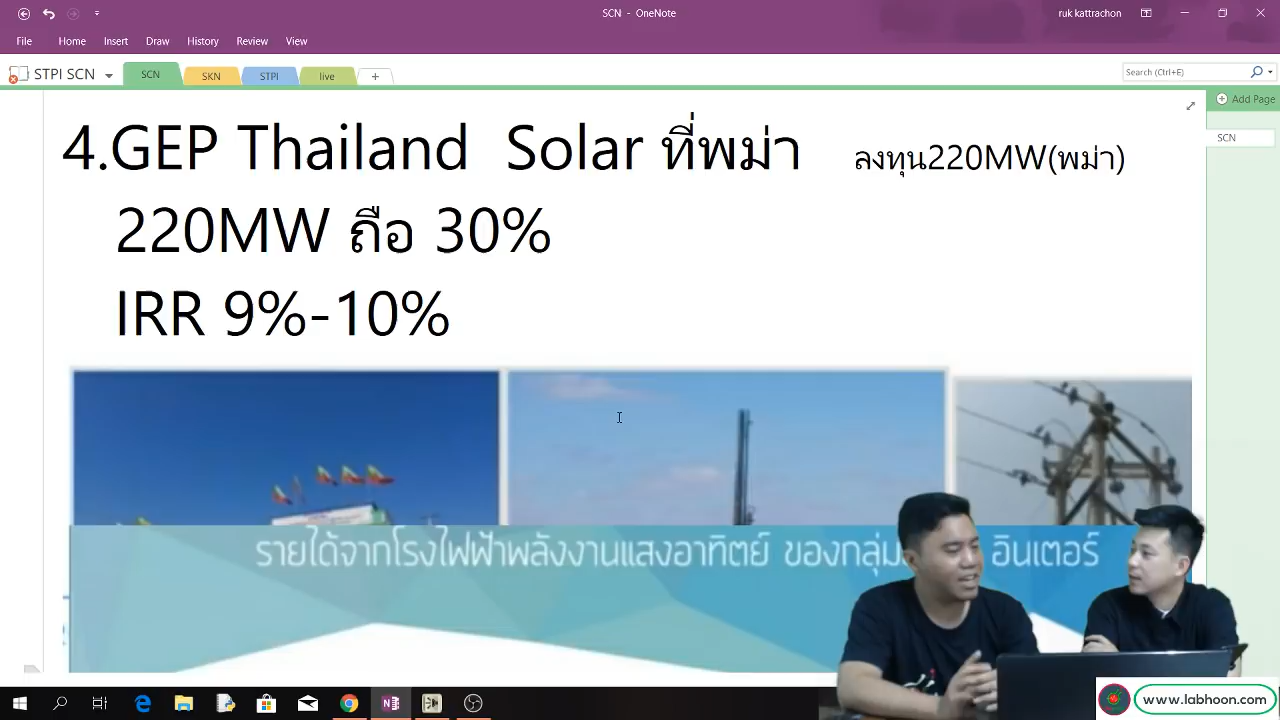 SCN - OneNote
ruk kattrachon
File Home Insert Draw History Review View
STPI SCN
SCN SKN STPI live
Search (Ctrl+E)
Add Page
SCN
4.GEP Thailand Solar ที่พม่า ลงทุน220MW(พม่า)
220MW ถือ 30%
IRR 9%-10%
รายได้จากโรงไฟฟ้าพลังงานแสงอาทิตย์ ของกลุ่ม อินเตอร์
www.labhoon.com